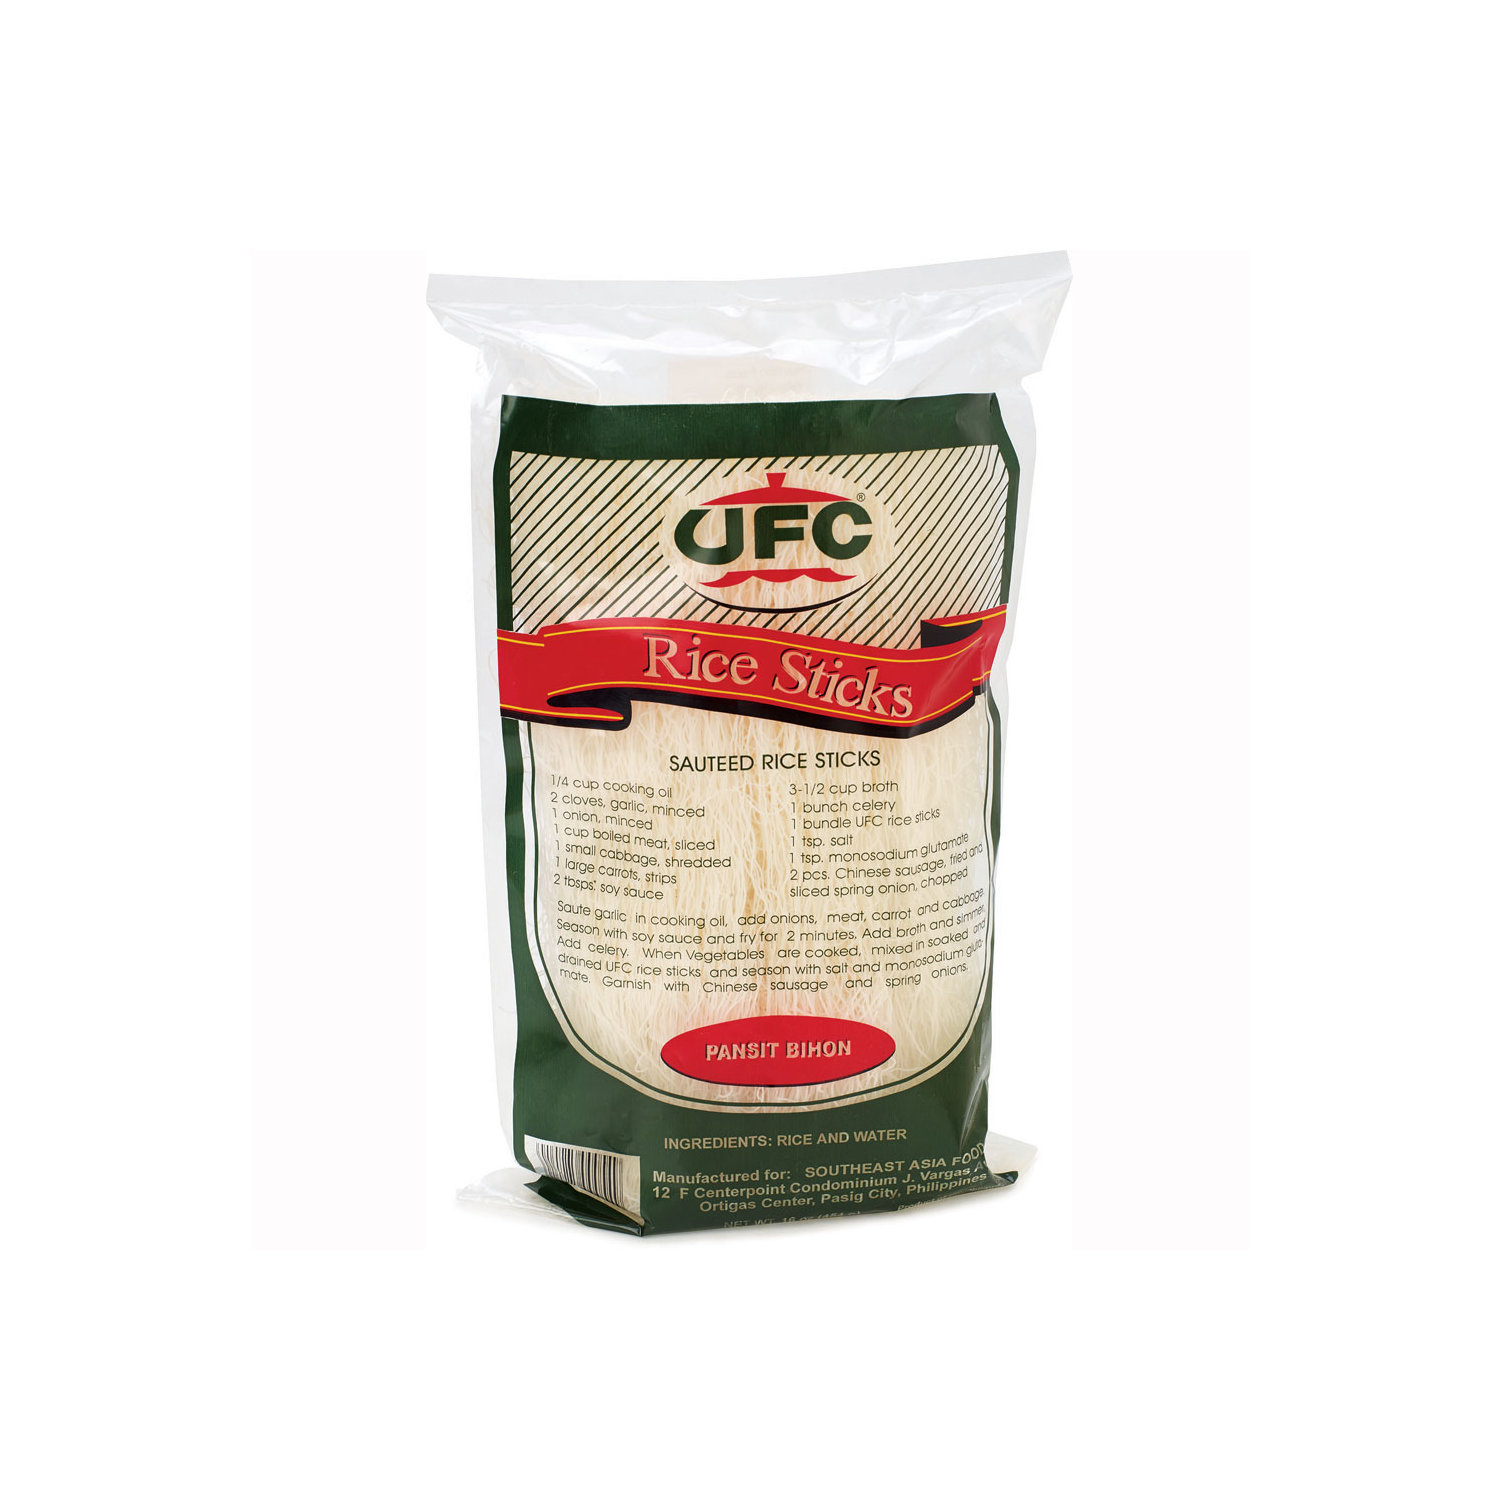 UFC®
Rice Sticks
SAUTEED RICE STICKS
1/4 cup cooking oil
2 cloves, garlic, minced
1 onion, minced
1 cup boiled meat, sliced
1 small cabbage, shredded
1 large carrots, strips
2 tbsps. soy sauce
3-1/2 cup broth
1 bunch celery
1 bundle UFC rice sticks
1 tsp. salt
1 tsp. monosodium glutamate
2 pcs. Chinese sausage, fried and
sliced spring onion, chopped
Saute garlic in cooking oil, add onions, meat, carrot and cabbage.
Season with soy sauce and fry for 2 minutes. Add broth and simmer.
Add celery. When Vegetables are cooked, mixed in soaked and
drained UFC rice sticks and season with salt and monosodium gluta-
mate. Garnish with Chinese sausage and spring onions.
PANSIT BIHON
INGREDIENTS: RICE AND WATER
Manufactured for: SOUTHEAST ASIA FOOD
12 F Centerpoint Condominium J. Vargas
Ortigas Center, Pasig City, Philippines
NET WT. 16 oz (454 g)
Product of